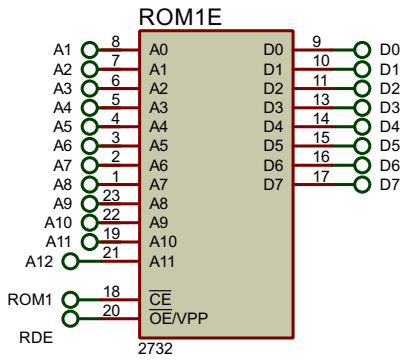 ROM1E
A1 8 A0 D0 9 D0
A2 7 A1 D1 10 D1
A3 6 A2 D2 11 D2
A4 5 A3 D3 13 D3
A5 4 A4 D4 14 D4
A6 3 A5 D5 15 D5
A7 2 A6 D6 16 D6
A8 1 A7 D7 17 D7
A9 23 A8
A10 22 A9
A11 19 A10
A12 21 A11
ROM1 18 CE
RDE 20 OE/VPP
2732